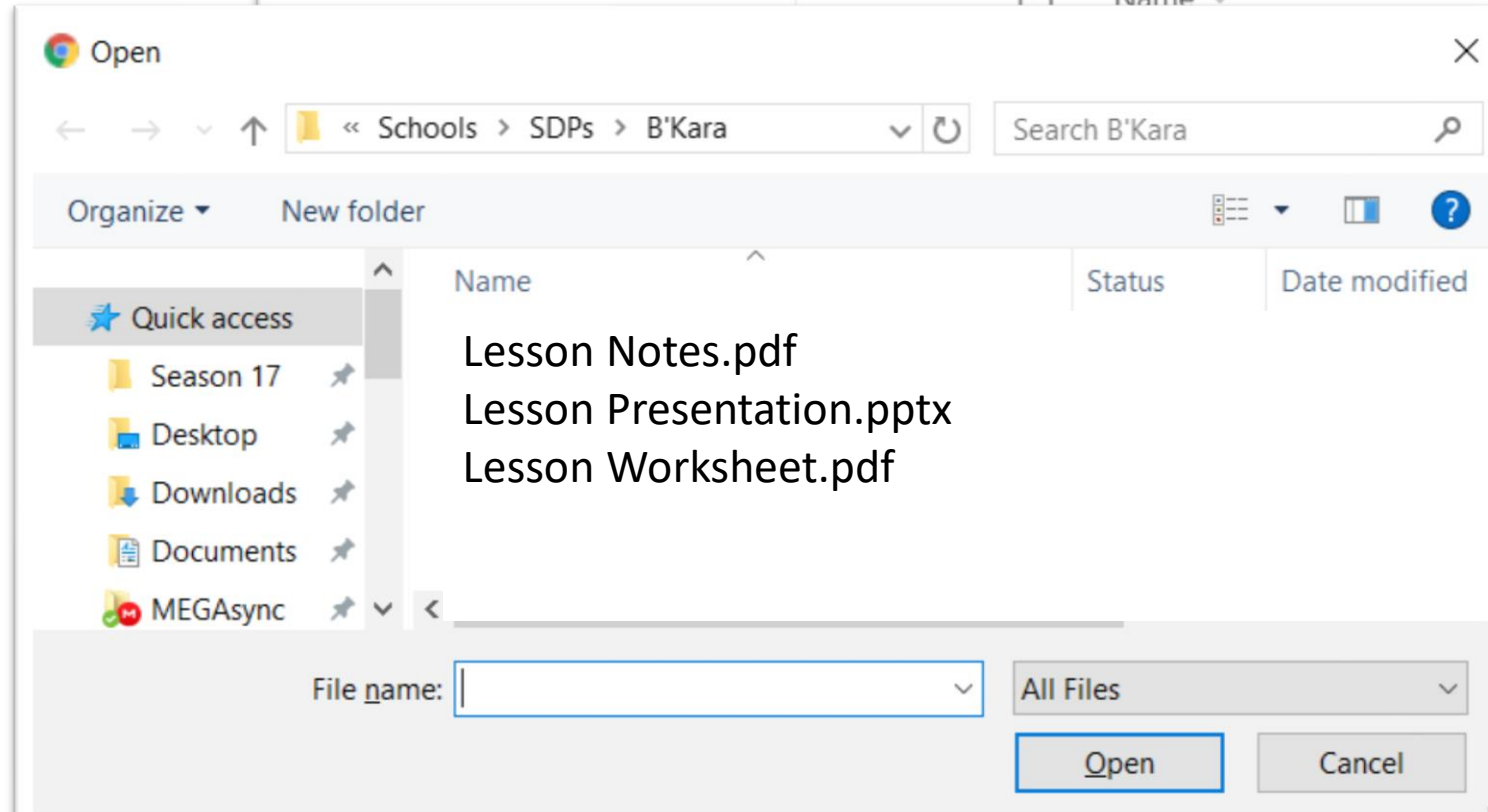 Name
Open
« Schools > SDPs > B'Kara
Search B'Kara
Organize
New folder
Name
Status
Date modified
Quick access
Season 17
Desktop
Downloads
Documents
MEGAsync
Lesson Notes.pdf
Lesson Presentation.pptx
Lesson Worksheet.pdf
File name:
All Files
Open
Cancel